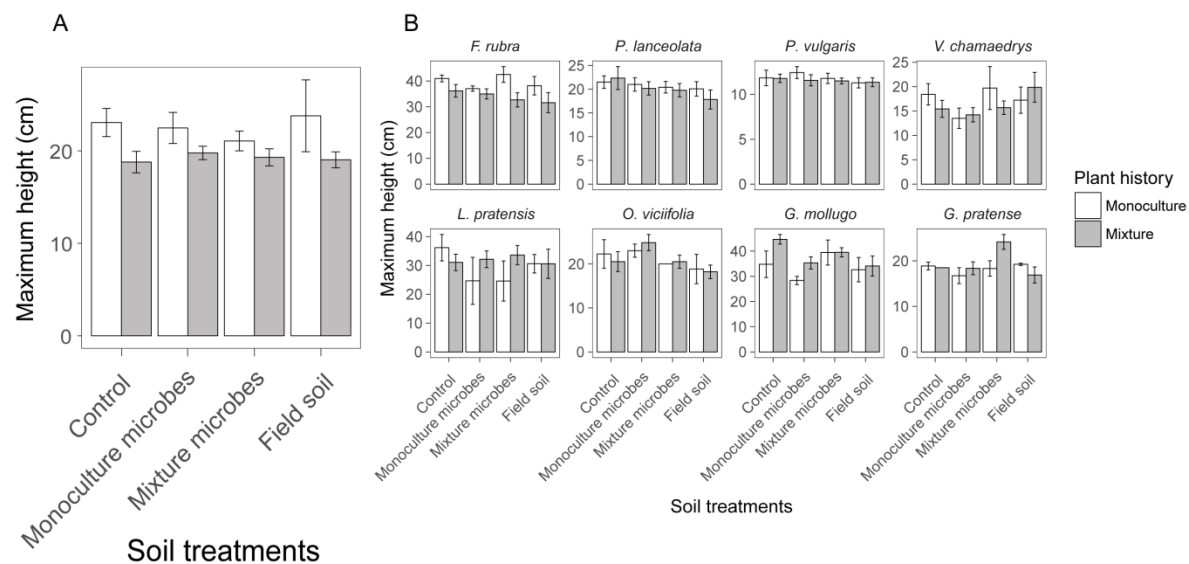 A
Maximum height (cm)
20
10
0
Control
Monoculture microbes
Mixture microbes
Field soil
Soil treatments
B
Maximum height (cm)
F. rubra
P. lanceolata
P. vulgaris
V. chamaedrys
40
30
20
10
0
25
20
15
10
5
0
10
5
0
25
20
15
10
5
0
L. pratensis
O. viciifolia
G. mollugo
G. pratense
40
30
20
10
0
20
10
0
40
30
20
10
0
20
10
0
Control
Monoculture microbes
Mixture microbes
Field soil
Control
Monoculture microbes
Mixture microbes
Field soil
Control
Monoculture microbes
Mixture microbes
Field soil
Control
Monoculture microbes
Mixture microbes
Field soil
Soil treatments
Plant history
Monoculture
Mixture